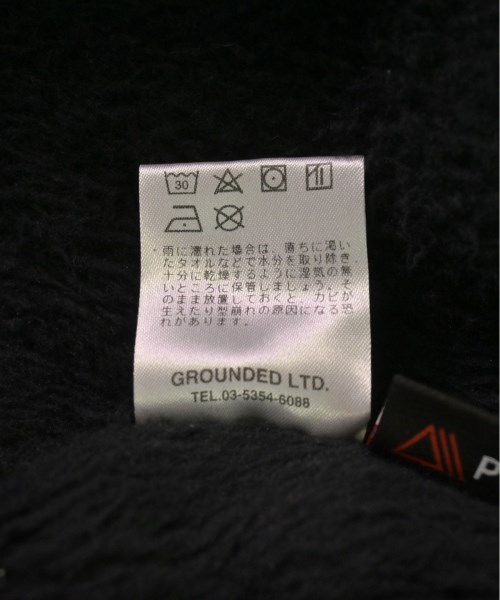 30
・雨に濡れた場合は、直ちに渇い
たタオルなどで水分を取り除き、
十分に乾燥するように湿気の無
いところに保管しましょう。そ
のまま放置しておくと、カビが
生えたり型崩れの原因になる恐
れがあります。
GROUNDED LTD.
TEL.03-5354-6088
P